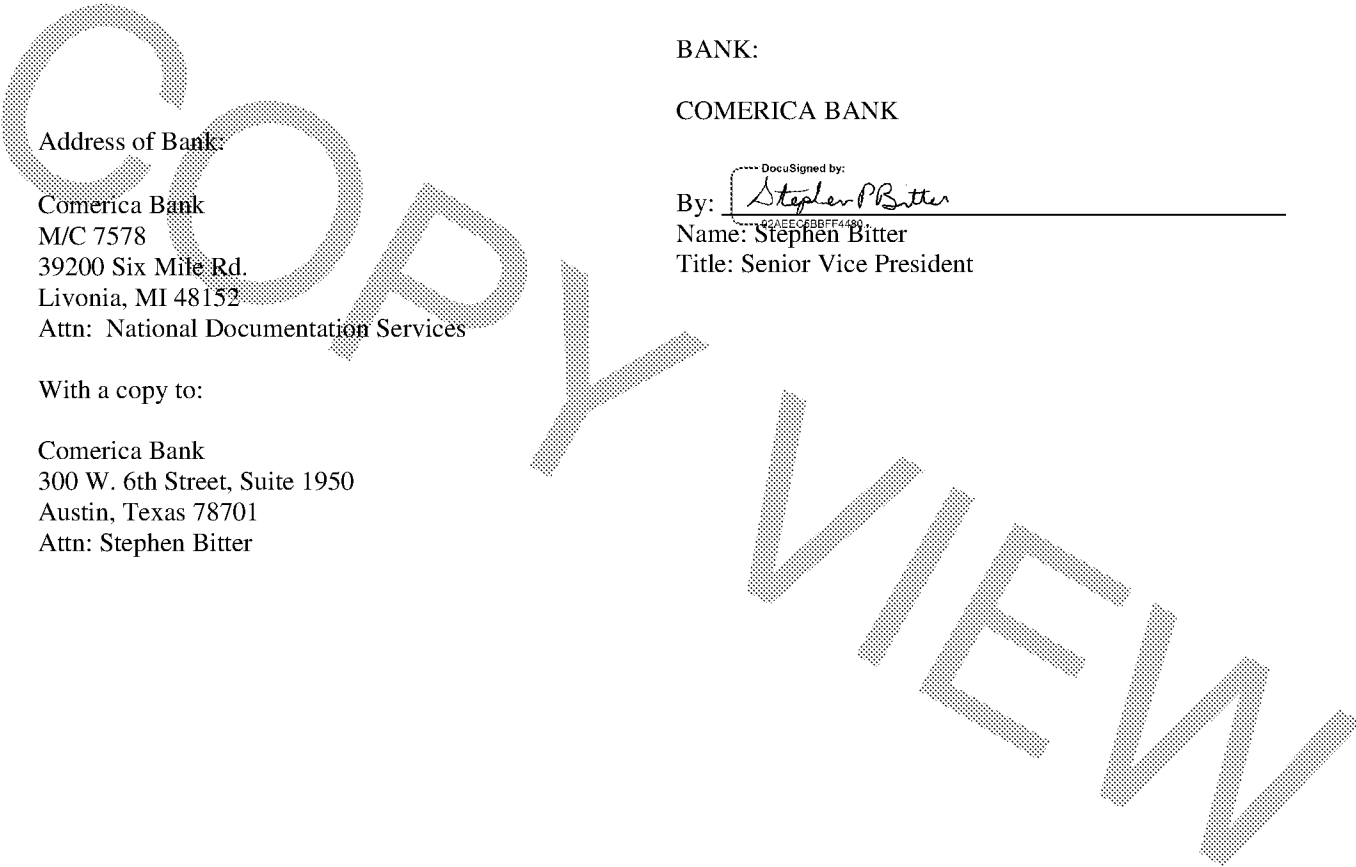 Address of Bank:
Comerica Bank
M/C 7578
39200 Six Mile Rd.
Livonia, MI 48152
Attn: National Documentation Services
With a copy to:
Comerica Bank
300 W. 6th Street, Suite 1950
Austin, Texas 78701
Attn: Stephen Bitter
BANK:
COMERICA BANK
DocuSigned by:
By: Stephen P Bitter
92AEEC5BBFF4480...
Name: Stephen Bitter
Title: Senior Vice President
COPY VIEW